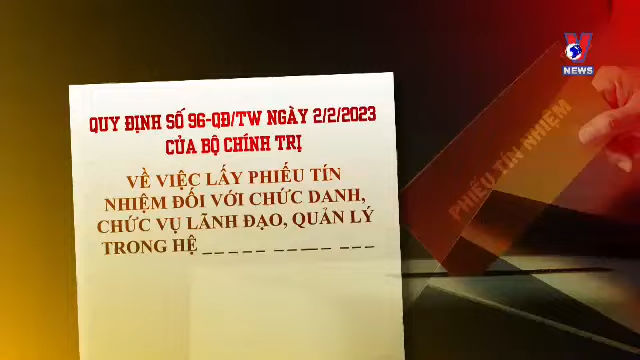 V
NEWS
QUY ĐỊNH SỐ 96-QĐ/TW NGÀY 2/2/2023
CỦA BỘ CHÍNH TRỊ
VỀ VIỆC LẤY PHIẾU TÍN
NHIỆM ĐỐI VỚI CHỨC DANH,
CHỨC VỤ LÃNH ĐẠO, QUẢN LÝ
TRONG HỆ _ _ _ _ _ _ _ _ _ _ _ _
PHIẾU TÍN NHIỆM